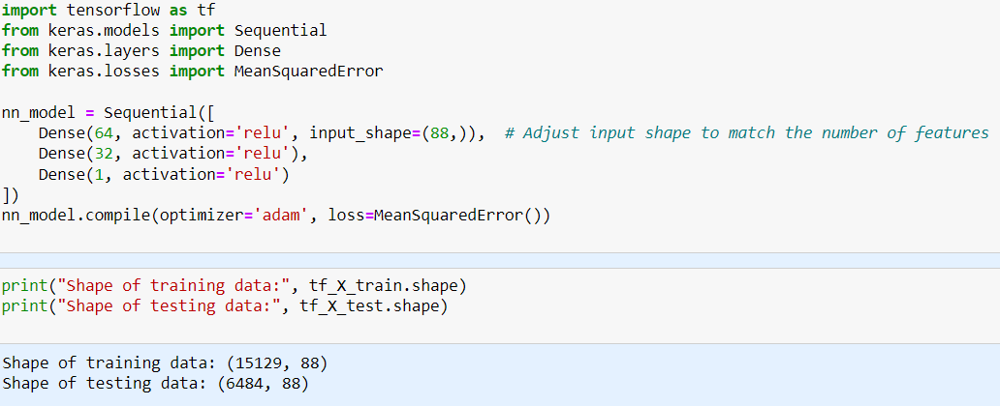 import tensorflow as tf
from keras.models import Sequential
from keras.layers import Dense
from keras.losses import MeanSquaredError
nn_model = Sequential([
    Dense(64, activation='relu', input_shape=(88,)),  # Adjust input shape to match the number of features
    Dense(32, activation='relu'),
    Dense(1, activation='relu')
])
nn_model.compile(optimizer='adam', loss=MeanSquaredError())
print("Shape of training data:", tf_X_train.shape)
print("Shape of testing data:", tf_X_test.shape)
Shape of training data: (15129, 88)
Shape of testing data: (6484, 88)